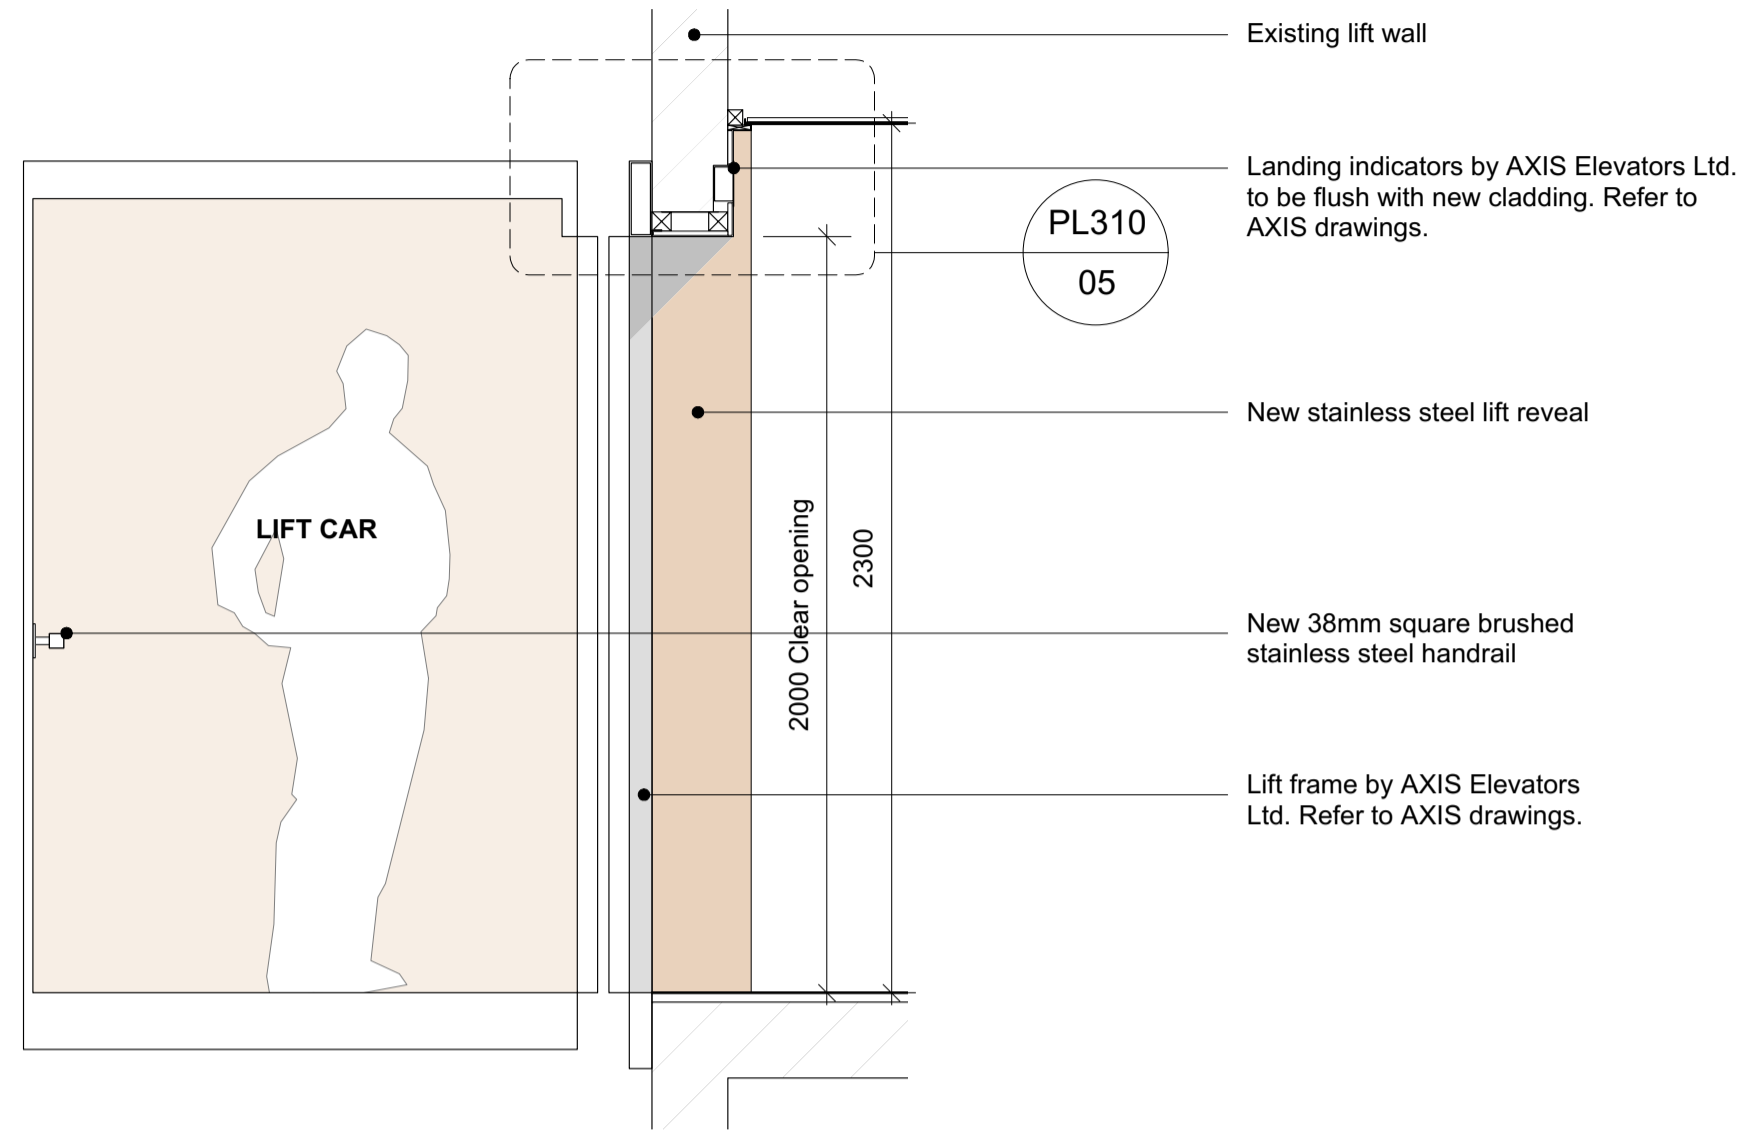 Existing lift wall
Landing indicators by AXIS Elevators Ltd.
to be flush with new cladding. Refer to
AXIS drawings.
PL310
05
New stainless steel lift reveal
LIFT CAR
2000 Clear opening
2300
New 38mm square brushed
stainless steel handrail
Lift frame by AXIS Elevators
Ltd. Refer to AXIS drawings.